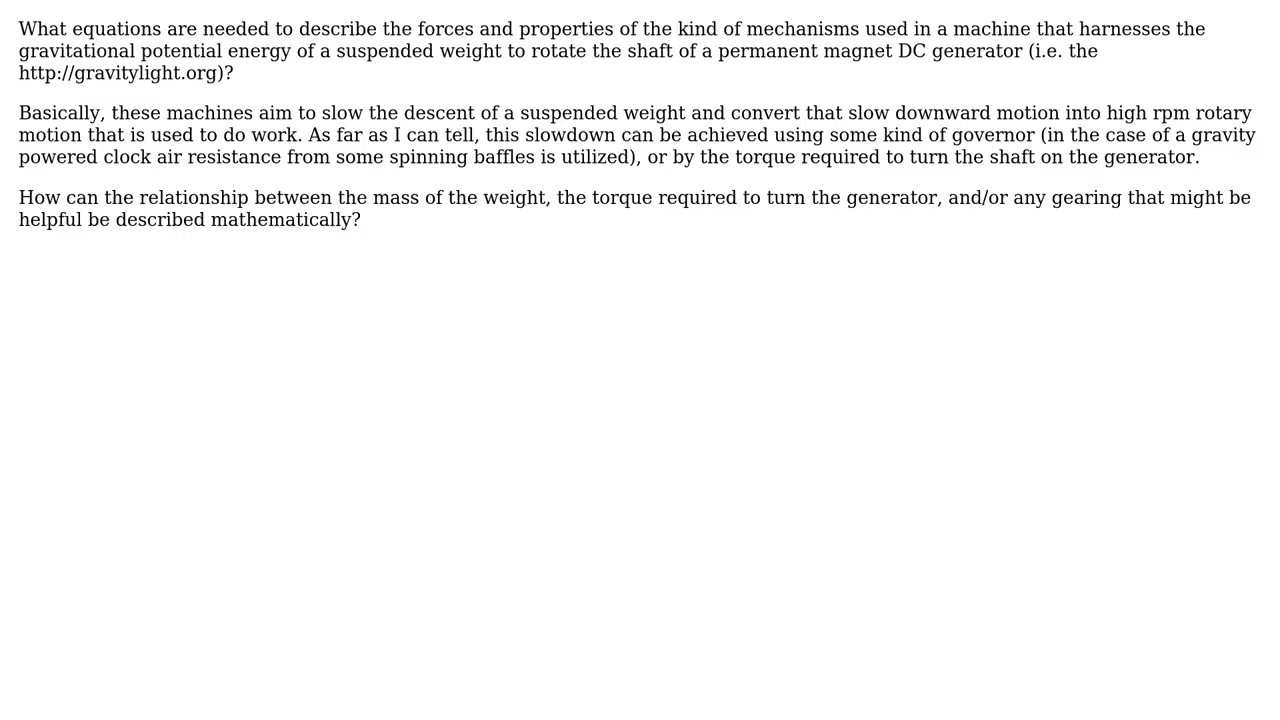 What equations are needed to describe the forces and properties of the kind of mechanisms used in a machine that harnesses the
gravitational potential energy of a suspended weight to rotate the shaft of a permanent magnet DC generator (i.e. the
http://gravitylight.org)?
Basically, these machines aim to slow the descent of a suspended weight and convert that slow downward motion into high rpm rotary
motion that is used to do work. As far as I can tell, this slowdown can be achieved using some kind of governor (in the case of a gravity
powered clock air resistance from some spinning baffles is utilized), or by the torque required to turn the shaft on the generator.
How can the relationship between the mass of the weight, the torque required to turn the generator, and/or any gearing that might be
helpful be described mathematically?